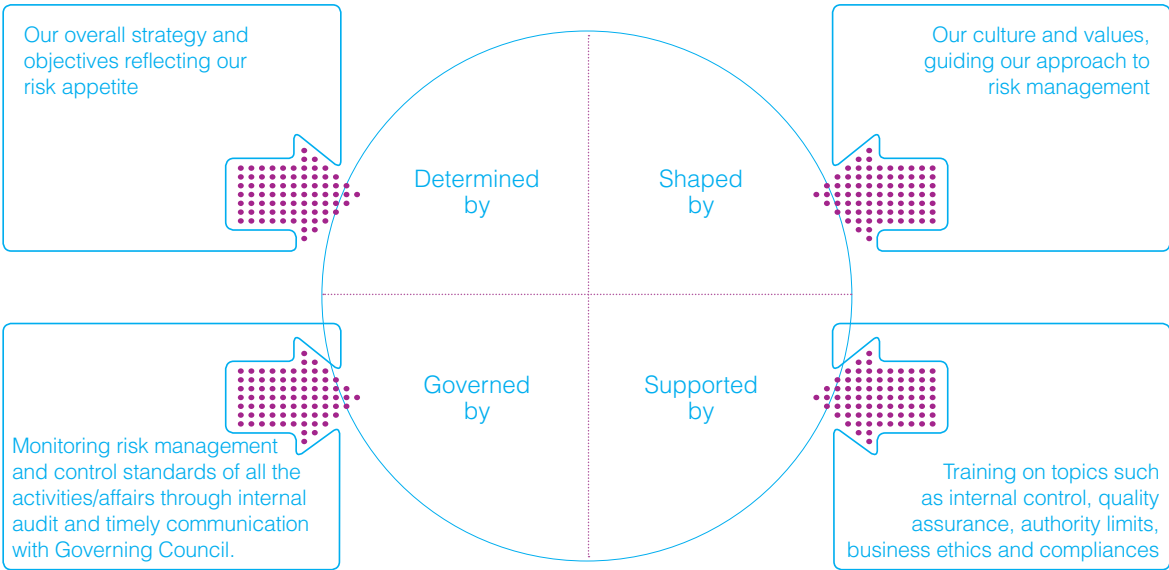 Our overall strategy and
objectives reflecting our
risk appetite
Our culture and values,
guiding our approach to
risk management
Determined
by
Shaped
by
Governed
by
Supported
by
Monitoring risk management
and control standards of all the
activities/affairs through internal
audit and timely communication
with Governing Council.
Training on topics such
as internal control, quality
assurance, authority limits,
business ethics and compliances